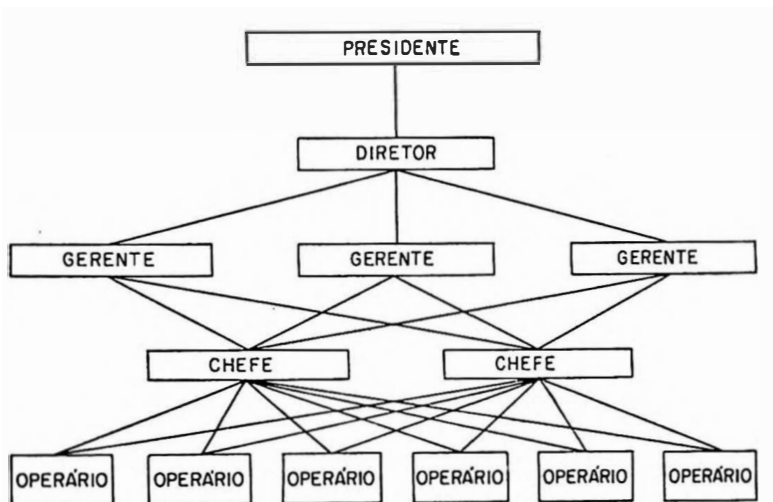 PRESIDENTE
DIRETOR
GERENTE
GERENTE
GERENTE
CHEFE
CHEFE
OPERÁRIO
OPERÁRIO
OPERÁRIO
OPERÁRIO
OPERÁRIO
OPERÁRIO